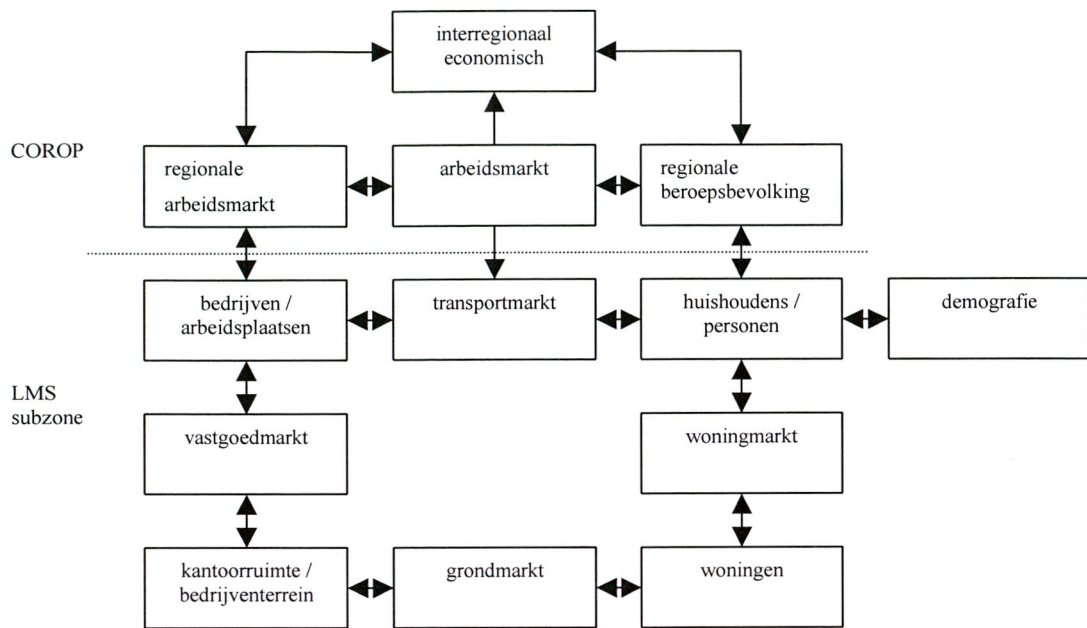 interregionaal
economisch
COROP
regionale
arbeidsmarkt
arbeidsmarkt
regionale
beroepsbevolking
bedrijven /
arbeidsplaatsen
transportmarkt
huishoudens /
personen
demografie
LMS
subzone
vastgoedmarkt
woningmarkt
kantoorruimte /
bedrijventerrein
grondmarkt
woningen